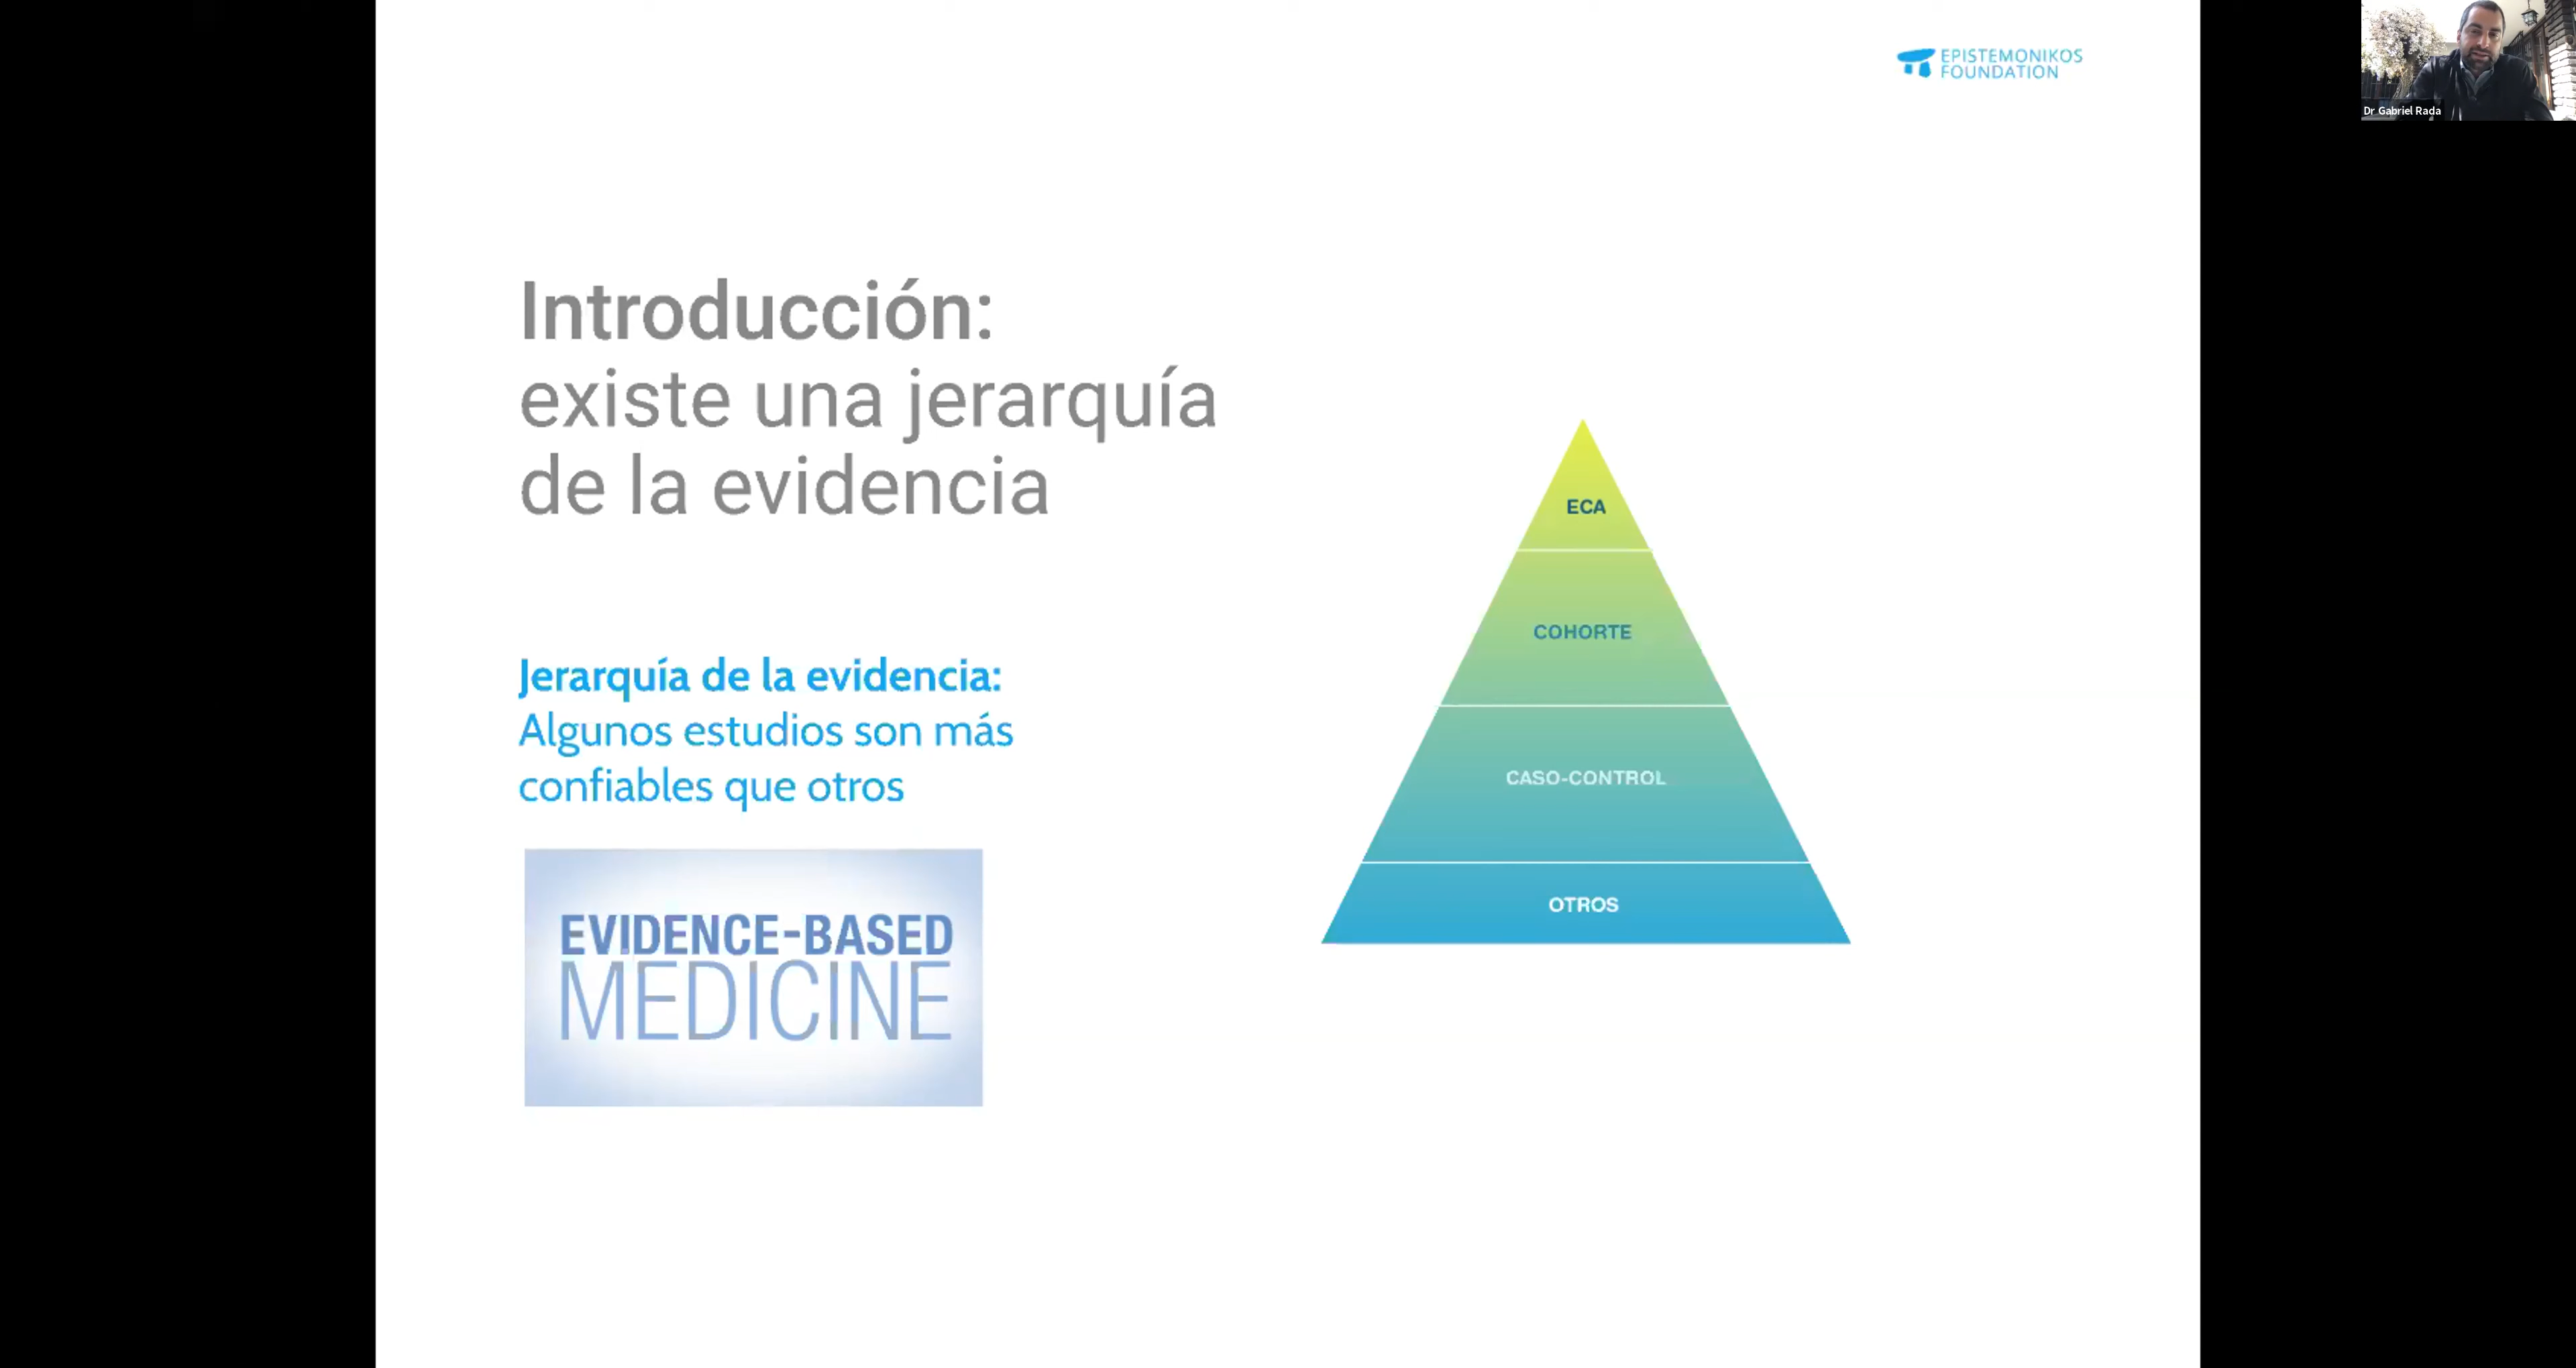 EPISTEMONIKOS
FOUNDATION
Dr Gabriel Rada
Introducción:
existe una jerarquía
de la evidencia
Jerarquía de la evidencia:
Algunos estudios son más
confiables que otros
EVIDENCE-BASED
MEDICINE
ECA
COHORTE
CASO-CONTROL
OTROS